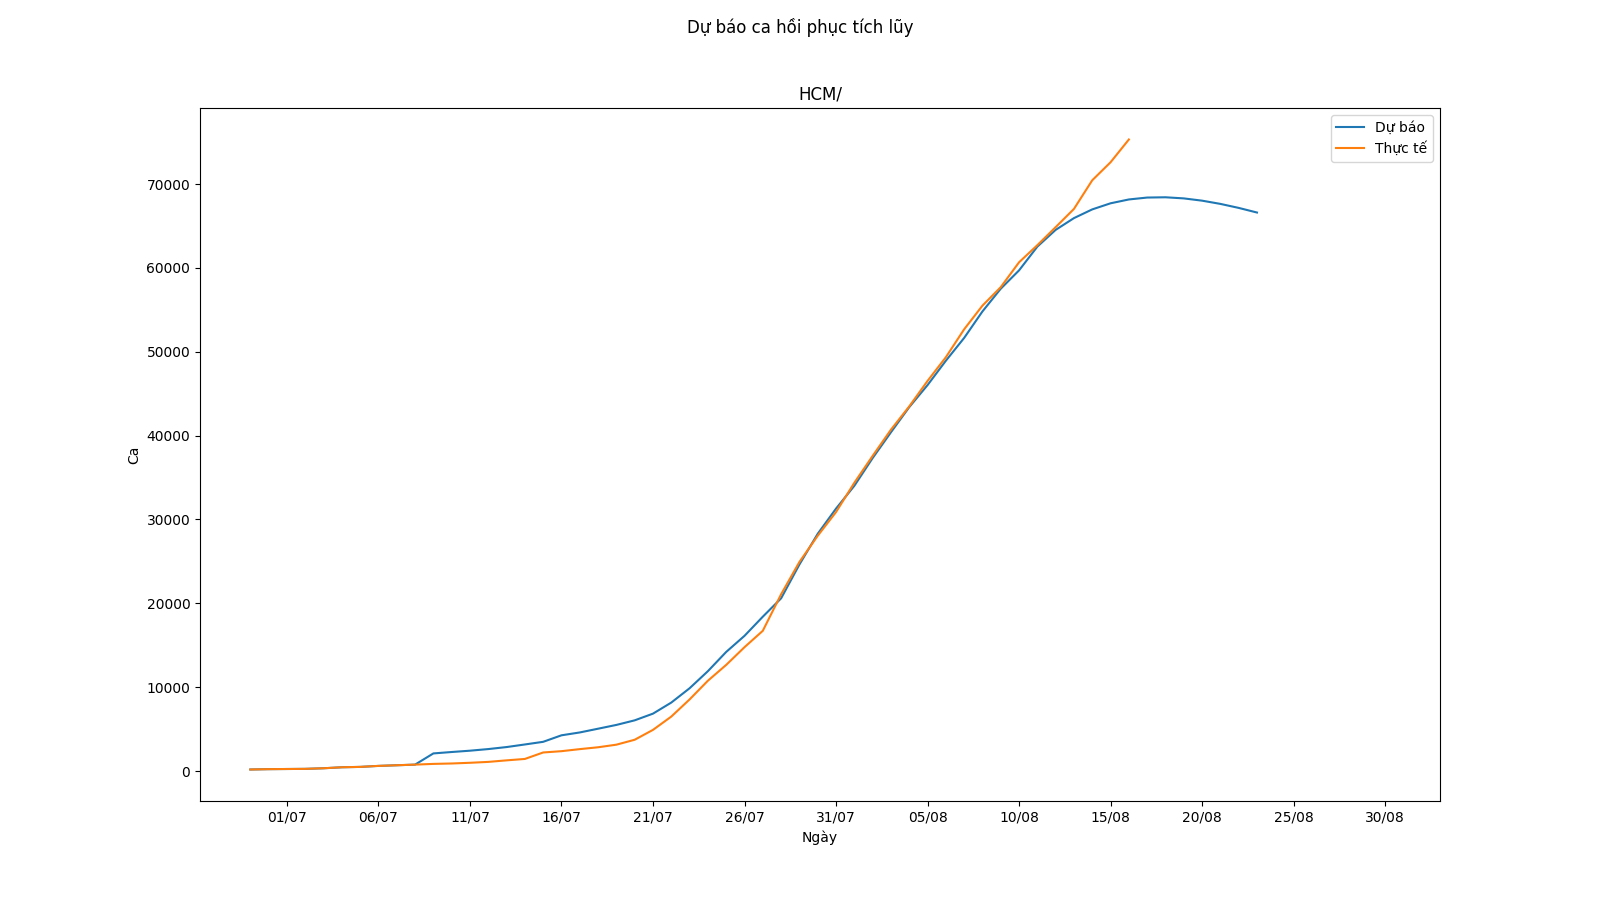 Dự báo ca hồi phục tích lũy
HCM/
Dự báo
Thực tế
70000
60000
50000
40000
30000
20000
10000
0
Ca
01/07 06/07 11/07 16/07 21/07 26/07 31/07 05/08 10/08 15/08 20/08 25/08 30/08
Ngày